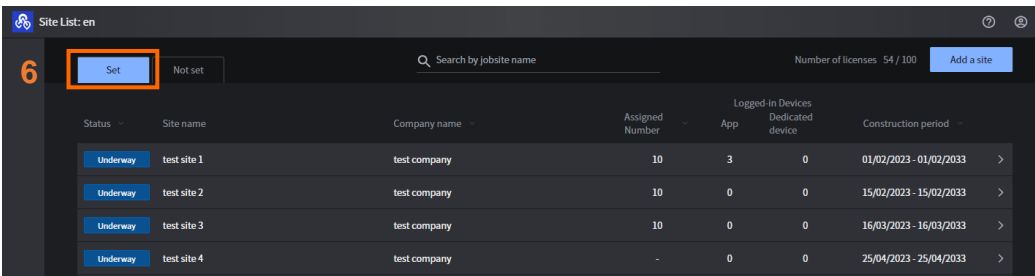 Site List: en
6
Set Not set Search by jobsite name Number of licenses 54 / 100 Add a site
Logged-in Devices
Status Site name Company name Assigned Number App Dedicated device Construction period
Underway test site 1 test company 10 3 0 01/02/2023 - 01/02/2033
Underway test site 2 test company 10 0 0 15/02/2023 - 15/02/2033
Underway test site 3 test company 10 0 0 16/03/2023 - 16/03/2033
Underway test site 4 test company - 0 0 25/04/2023 - 25/04/2033